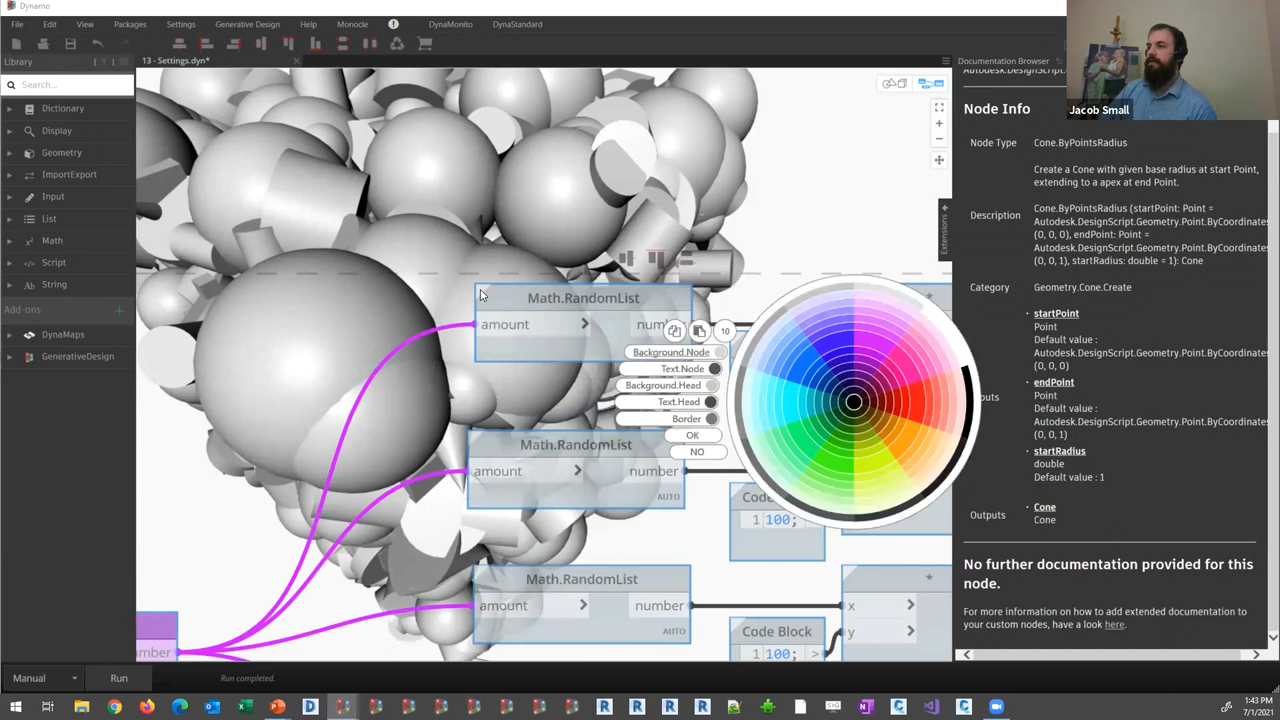 Dynamo
File Edit View Packages Settings Generative Design Help Monocle DynaMonito DynaStandard
Library
13 - Settings.dyn*
Documentation Browser
Jacob Small
Search...
Dictionary
Display
Geometry
ImportExport
Input
List
Math
Script
String
Add-ons
DynaMaps
GenerativeDesign
Extensions
Math.RandomList
amount >
10
Background.Node
Text.Node
Background.Head
Text.Head
Border
OK
NO
Math.RandomList
amount > number
AUTO
1 100;
Math.RandomList
amount > number
AUTO
Code Block
1 100; >
*
x >
y >
*
Node Info
Node Type Cone.ByPointsRadius
Create a Cone with given base radius at start Point,
extending to a apex at end Point.
Description Cone.ByPointsRadius (startPoint: Point =
Autodesk.DesignScript.Geometry.Point.ByCoordinates
(0, 0, 0), endPoint: Point =
Autodesk.DesignScript.Geometry.Point.ByCoordinates
(0, 0, 1), startRadius: double = 1): Cone
Category Geometry.Cone.Create
startPoint
Point
Default value :
Autodesk.DesignScript.Geometry.Point.ByCoordinates
(0, 0, 0)
endPoint
Point
Default value :
Autodesk.DesignScript.Geometry.Point.ByCoordinates
(0, 0, 1)
startRadius
double
Default value : 1
Outputs Cone
Cone
No further documentation provided for this
node.
For more information on how to add extended documentation to
your custom nodes, have a look here.
Manual Run Run completed.
1:43 PM
7/1/2021